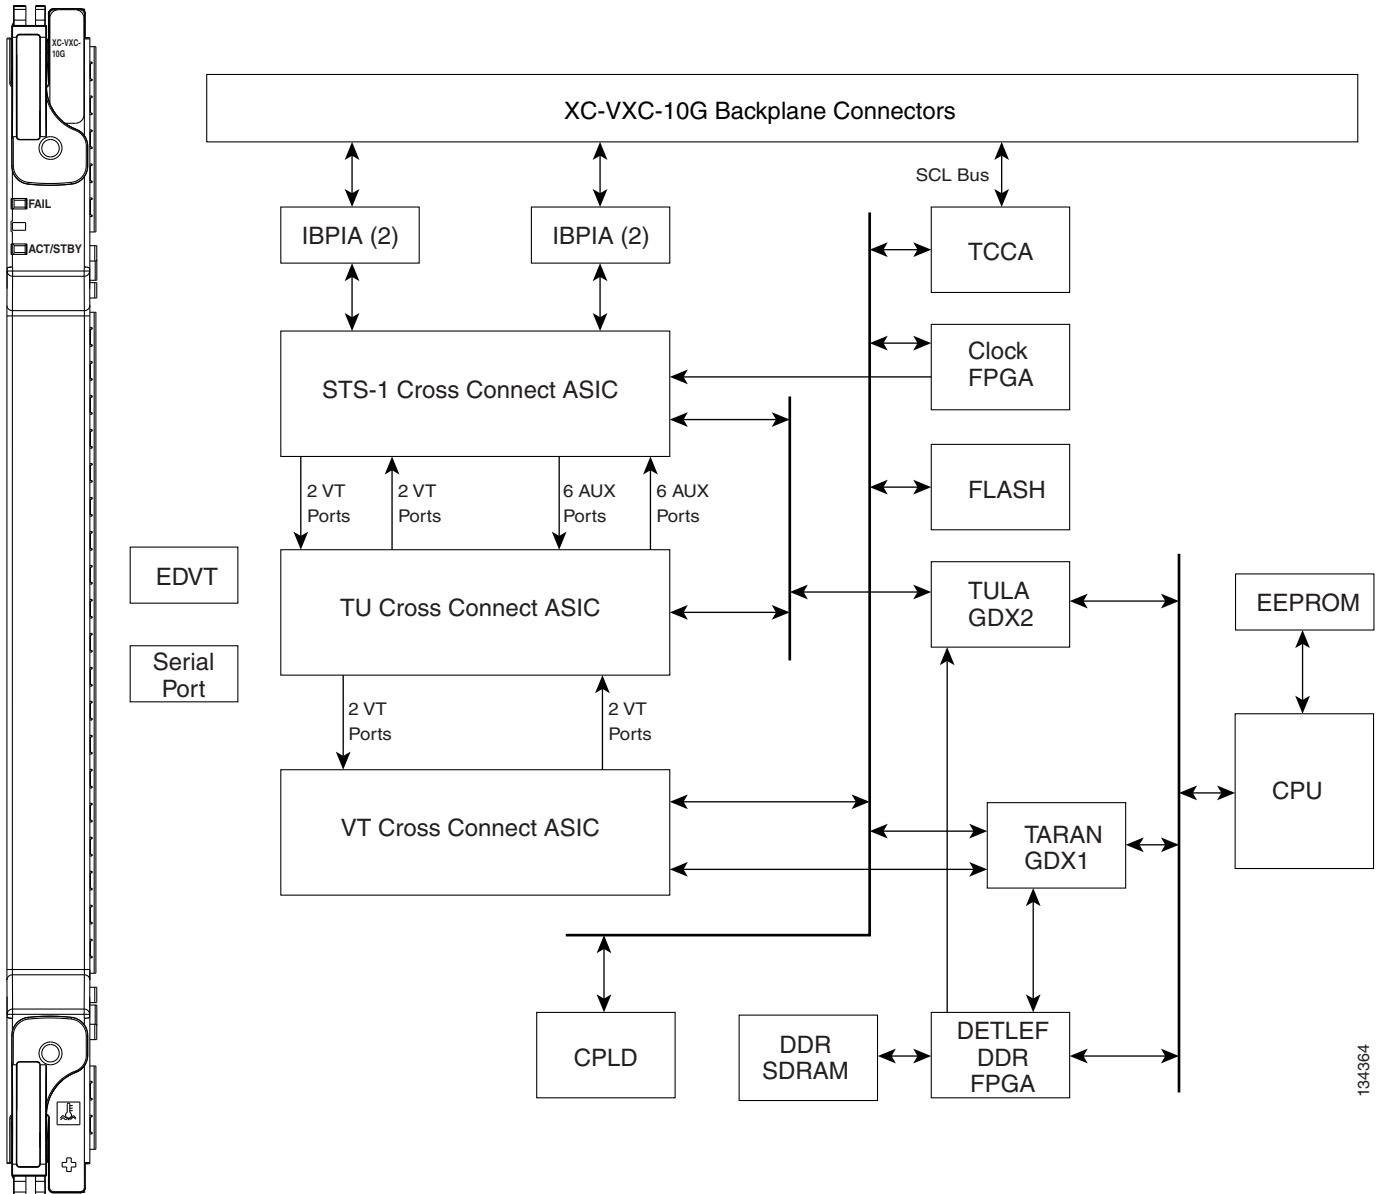 XC-VXC-
10G
FAIL
ACT/STBY
XC-VXC-10G Backplane Connectors
SCL Bus
IBPIA (2)
IBPIA (2)
TCCA
STS-1 Cross Connect ASIC
Clock
FPGA
2 VT
Ports
2 VT
Ports
6 AUX
Ports
6 AUX
Ports
FLASH
EDVT
TU Cross Connect ASIC
TULA
GDX2
EEPROM
Serial
Port
2 VT
Ports
2 VT
Ports
VT Cross Connect ASIC
TARAN
GDX1
CPU
CPLD
DDR
SDRAM
DETLEF
DDR
FPGA
134364